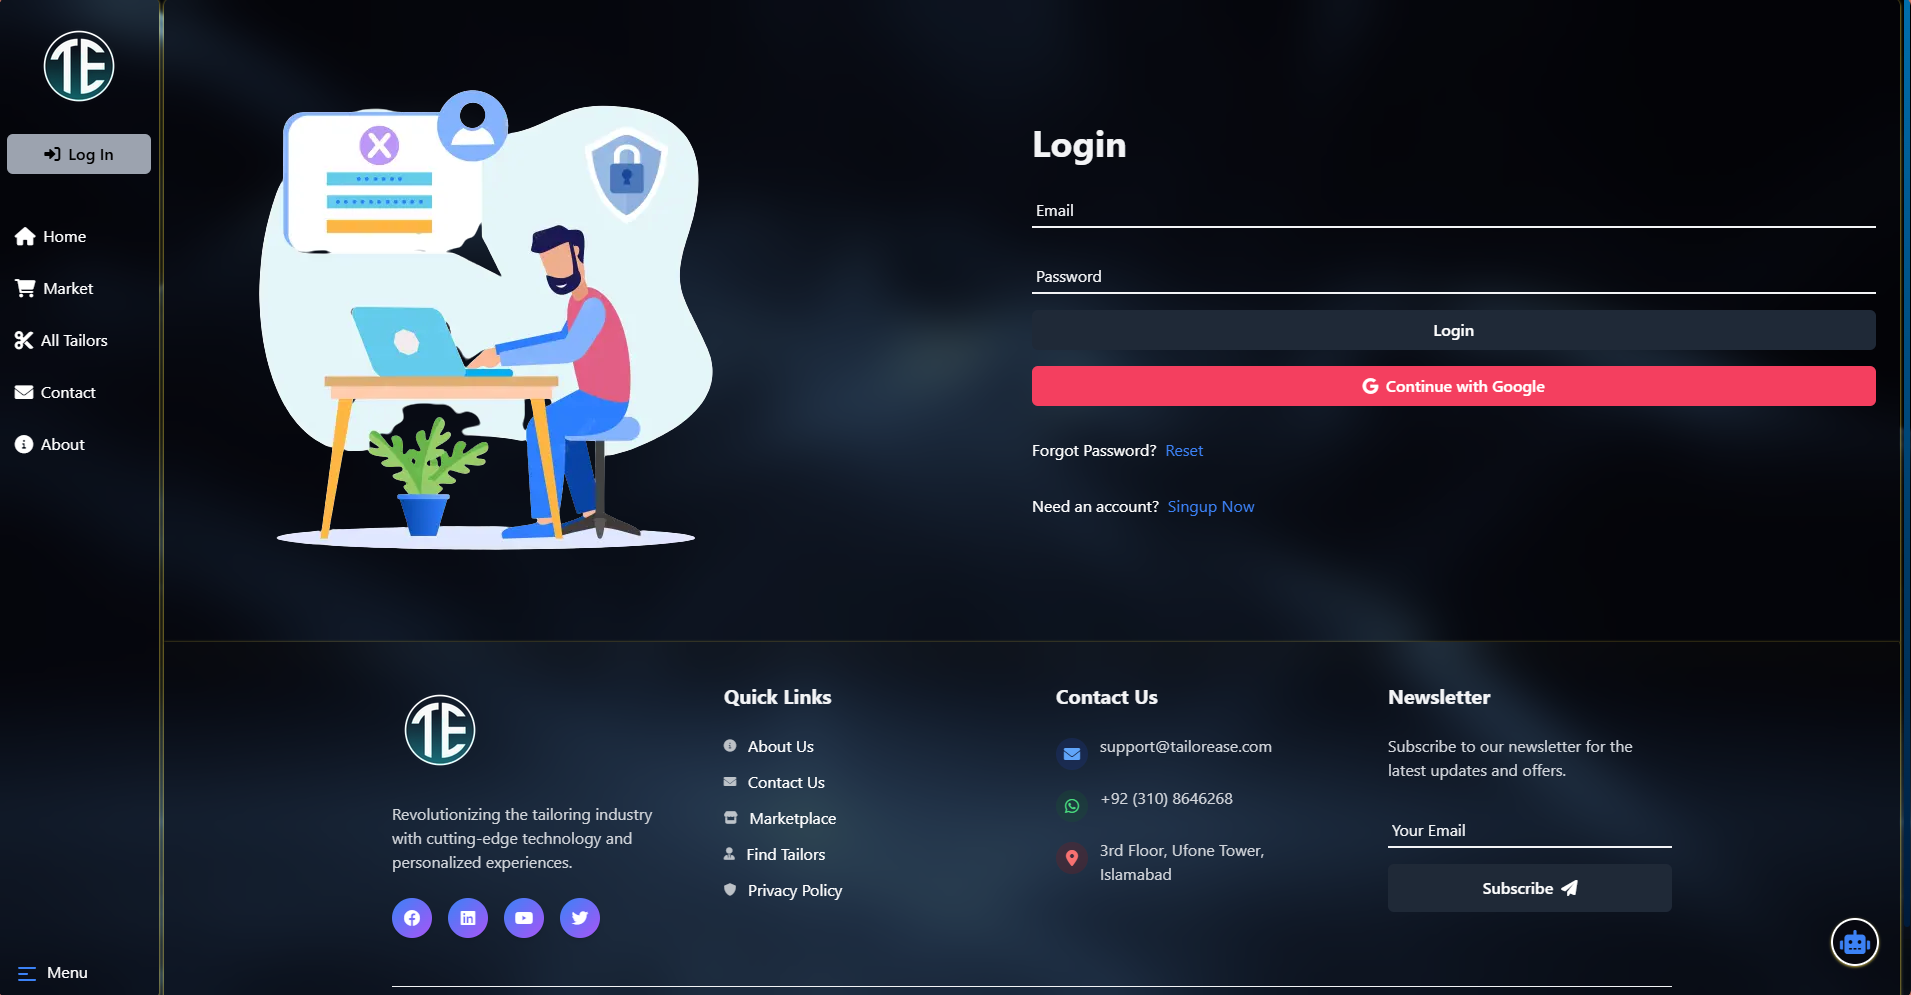 TE
Log In
Home
Market
All Tailors
Contact
About
Menu
Login
Email
Password
Login
Continue with Google
Forgot Password? Reset
Need an account? Singup Now
TE
Revolutionizing the tailoring industry
with cutting-edge technology and
personalized experiences.
Quick Links
About Us
Contact Us
Marketplace
Find Tailors
Privacy Policy
Contact Us
support@tailorease.com
+92 (310) 8646268
3rd Floor, Ufone Tower,
Islamabad
Newsletter
Subscribe to our newsletter for the
latest updates and offers.
Your Email
Subscribe